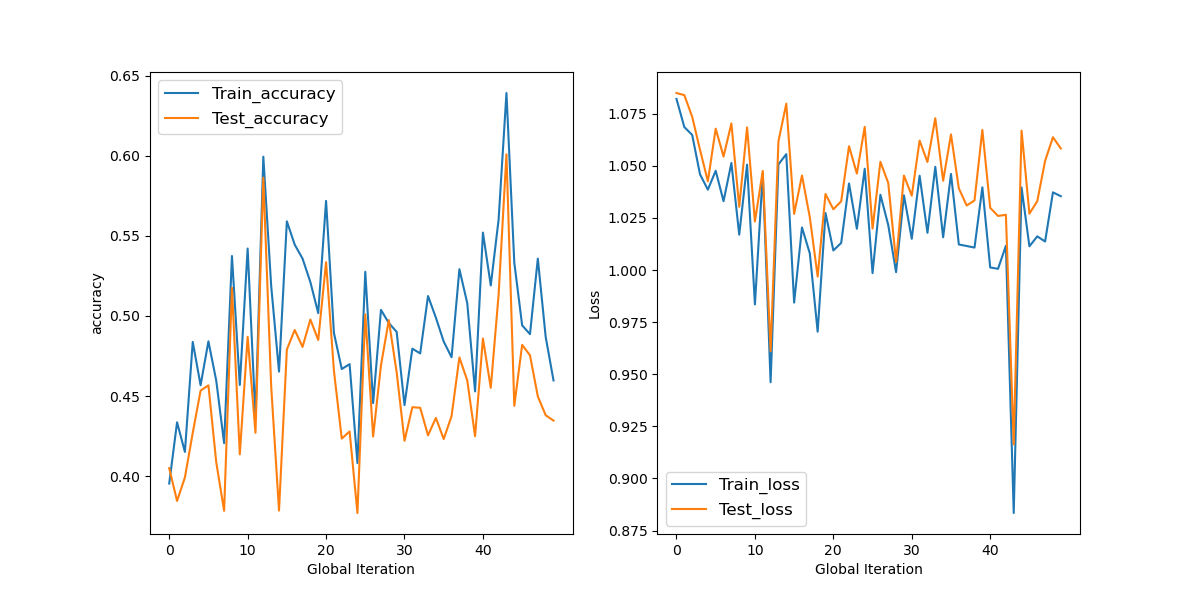 0.65
0.60
0.55
0.50
0.45
0.40
accuracy
Train_accuracy
Test_accuracy
0 10 20 30 40
Global Iteration
1.075
1.050
1.025
1.000
0.975
0.950
0.925
0.900
0.875
Loss
Train_loss
Test_loss
0 10 20 30 40
Global Iteration